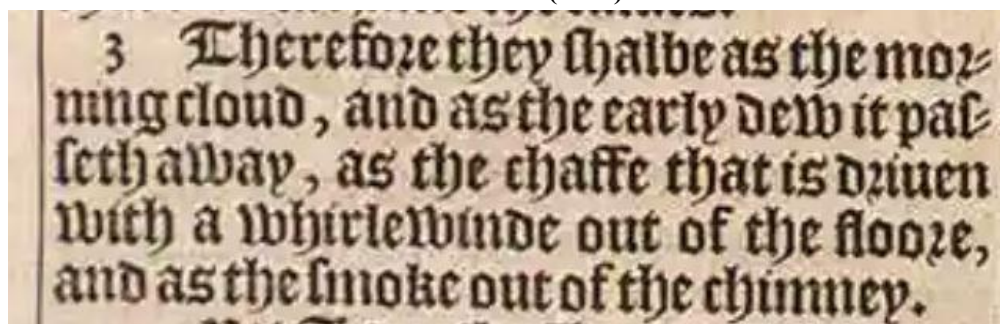 3 Therefore they ſhalbe as the mor⸗
ning cloud, and as the early dew it paſ⸗
ſeth away, as the chaffe that is driuen
with a whirlewinde out of the floore,
and as the ſmoke out of the chimney.